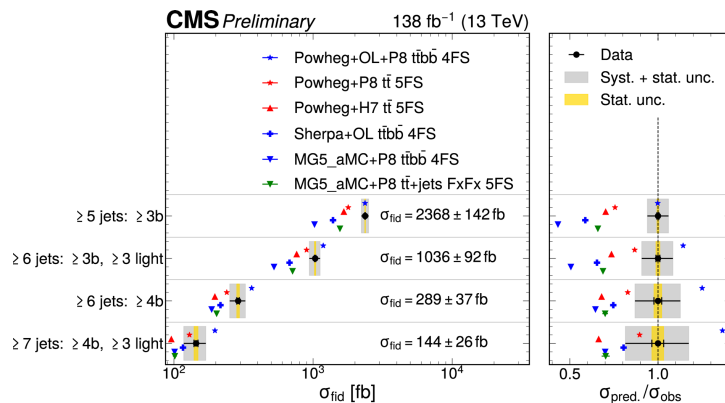 CMS Preliminary 138 fb⁻¹ (13 TeV)
Powheg+OL+P8 tt̄bb̄ 4FS
Powheg+P8 tt̄ 5FS
Powheg+H7 tt̄ 5FS
Sherpa+OL tt̄bb̄ 4FS
MG5_aMC+P8 tt̄bb̄ 4FS
MG5_aMC+P8 tt̄+jets FxFx 5FS
Data
Syst. + stat. unc.
Stat. unc.
≥ 5 jets: ≥ 3b σfid = 2368 ± 142 fb
≥ 6 jets: ≥ 3b, ≥ 3 light σfid = 1036 ± 92 fb
≥ 6 jets: ≥ 4b σfid = 289 ± 37 fb
≥ 7 jets: ≥ 4b, ≥ 3 light σfid = 144 ± 26 fb
10² 10³ 10⁴ 0.5 1.0
σfid [fb] σpred./σobs